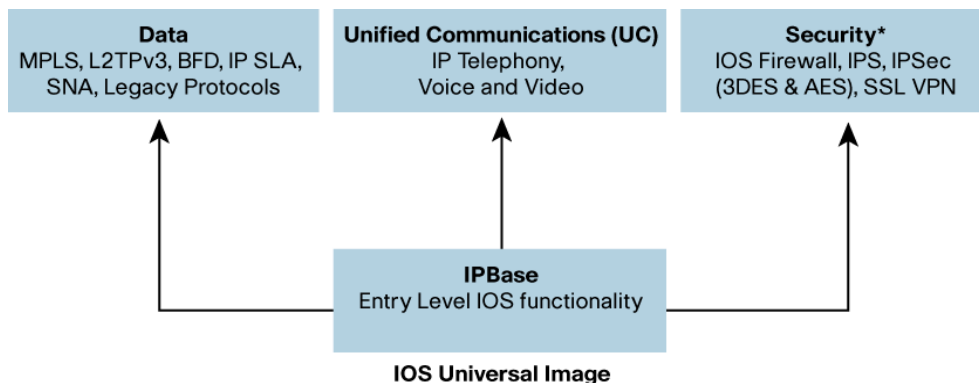 Data
MPLS, L2TPv3, BFD, IP SLA,
SNA, Legacy Protocols
Unified Communications (UC)
IP Telephony,
Voice and Video
Security*
IOS Firewall, IPS, IPSec
(3DES & AES), SSL VPN
IPBase
Entry Level IOS functionality
IOS Universal Image